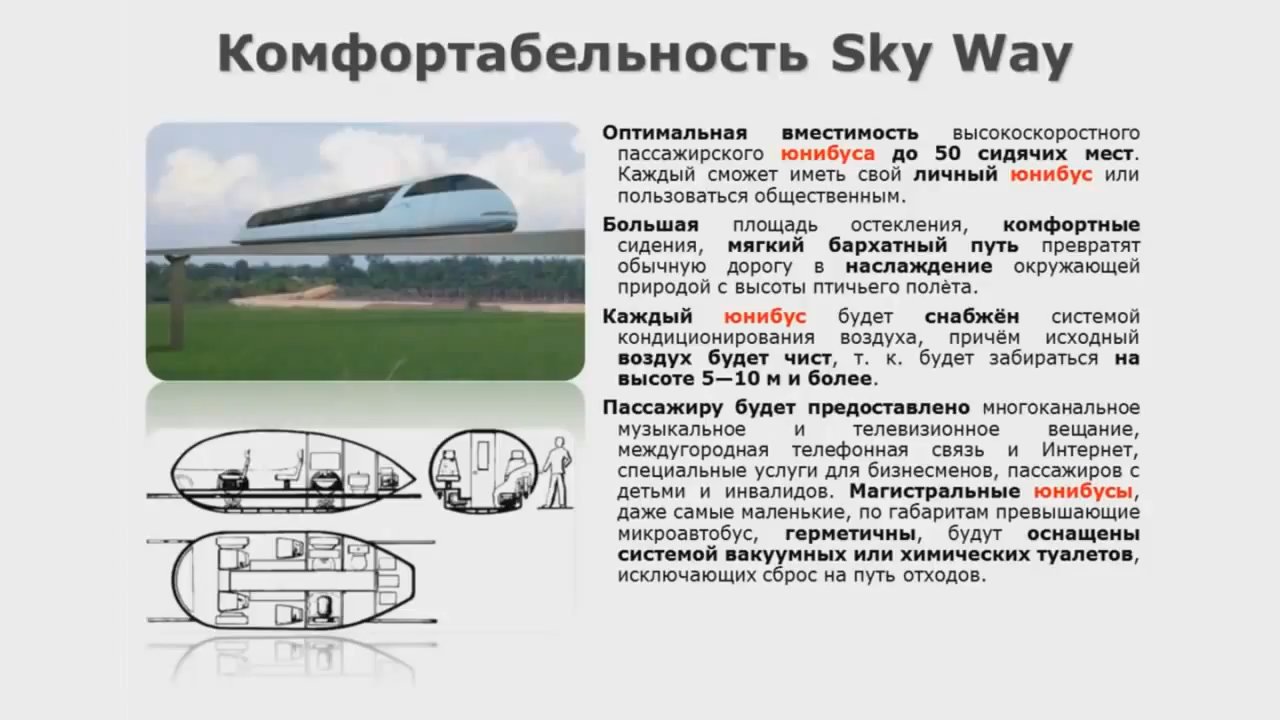 Комфортабельность Sky Way
Оптимальная вместимость высокоскоростного
пассажирского юнибуса до 50 сидячих мест.
Каждый сможет иметь свой личный юнибус или
пользоваться общественным.
Большая площадь остекления, комфортные
сидения, мягкий бархатный путь превратят
обычную дорогу в наслаждение окружающей
природой с высоты птичьего полѐта.
Каждый юнибус будет снабжён системой
кондиционирования воздуха, причём исходный
воздух будет чист, т. к. будет забираться на
высоте 5—10 м и более.
Пассажиру будет предоставлено многоканальное
музыкальное и телевизионное вещание,
междугородная телефонная связь и Интернет,
специальные услуги для бизнесменов, пассажиров с
детьми и инвалидов. Магистральные юнибусы,
даже самые маленькие, по габаритам превышающие
микроавтобус, герметичны, будут оснащены
системой вакуумных или химических туалетов,
исключающих сброс на путь отходов.